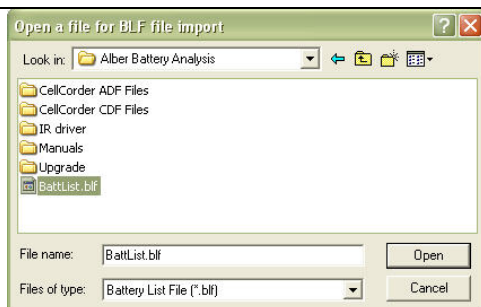 Open a file for BLF file import
Look in: Alber Battery Analysis
CellCorder ADF Files
CellCorder CDF Files
IR driver
Manuals
Upgrade
BattList.blf
File name: BattList.blf Open
Files of type: Battery List File (*.blf) Cancel